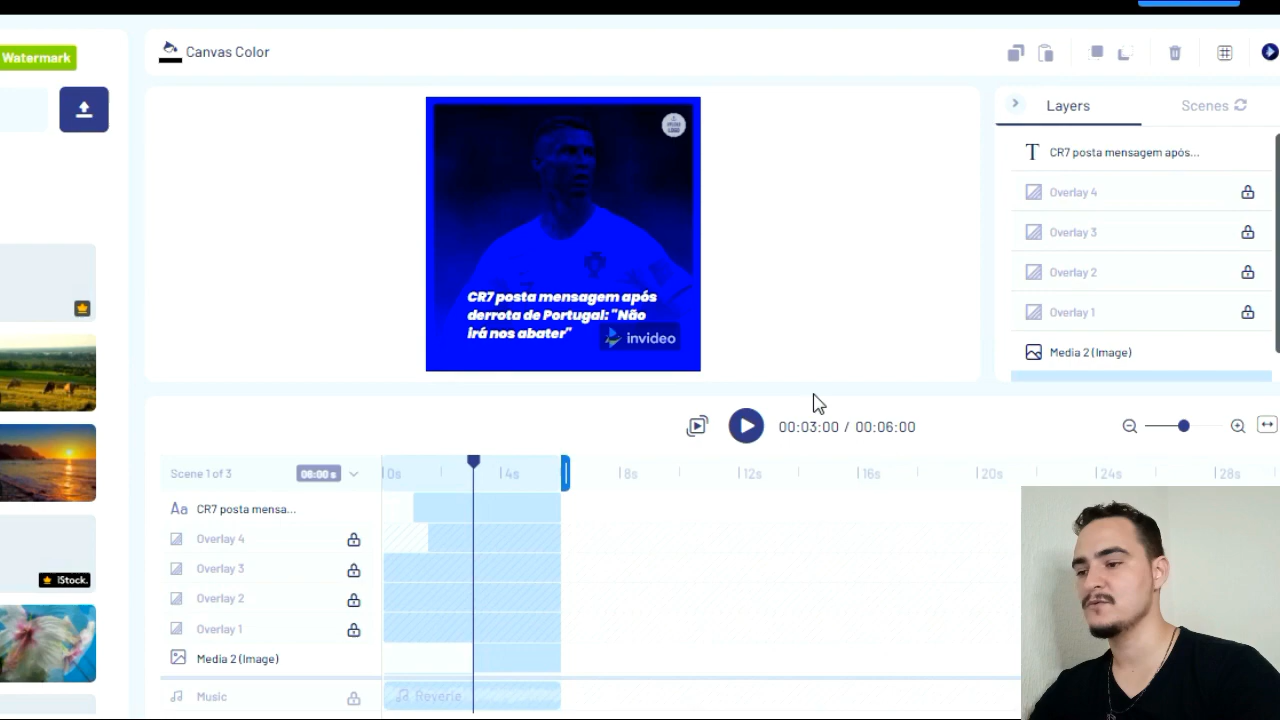 Watermark
Canvas Color
UPLOAD
LOGO
CR7 posta mensagem após
derrota de Portugal: "Não
irá nos abater"
invideo
Layers
Scenes
CR7 posta mensagem após...
Overlay 4
Overlay 3
Overlay 2
Overlay 1
Media 2 (Image)
00:03:00 / 00:06:00
Scene 1 of 3
06:00 s
0s
4s
8s
12s
16s
20s
24s
28s
Aa
CR7 posta mensa...
Overlay 4
Overlay 3
Overlay 2
Overlay 1
Media 2 (Image)
Music
Reverie
iStock.